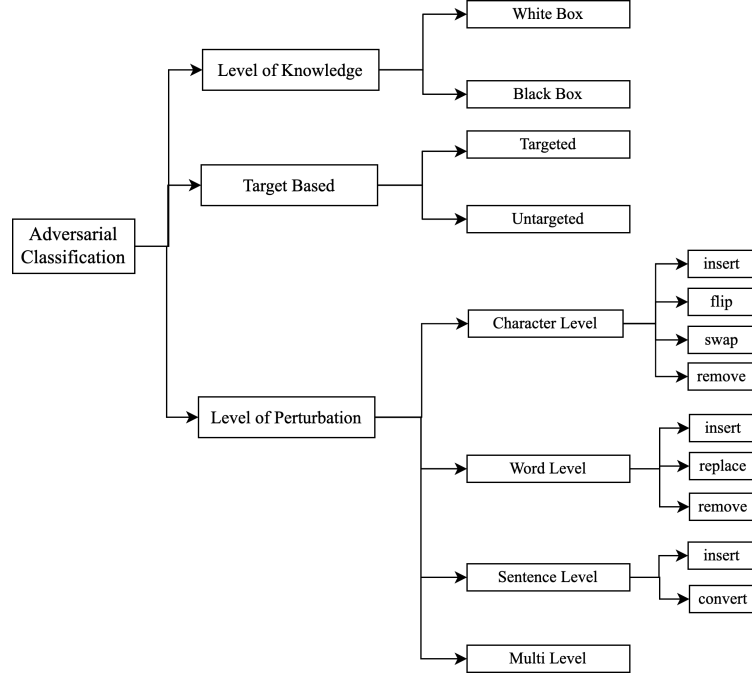 White Box
Level of Knowledge
Black Box
Targeted
Target Based
Untargeted
Adversarial
Classification
Character Level
insert
flip
swap
remove
Level of Perturbation
Word Level
insert
replace
remove
Sentence Level
insert
convert
Multi Level